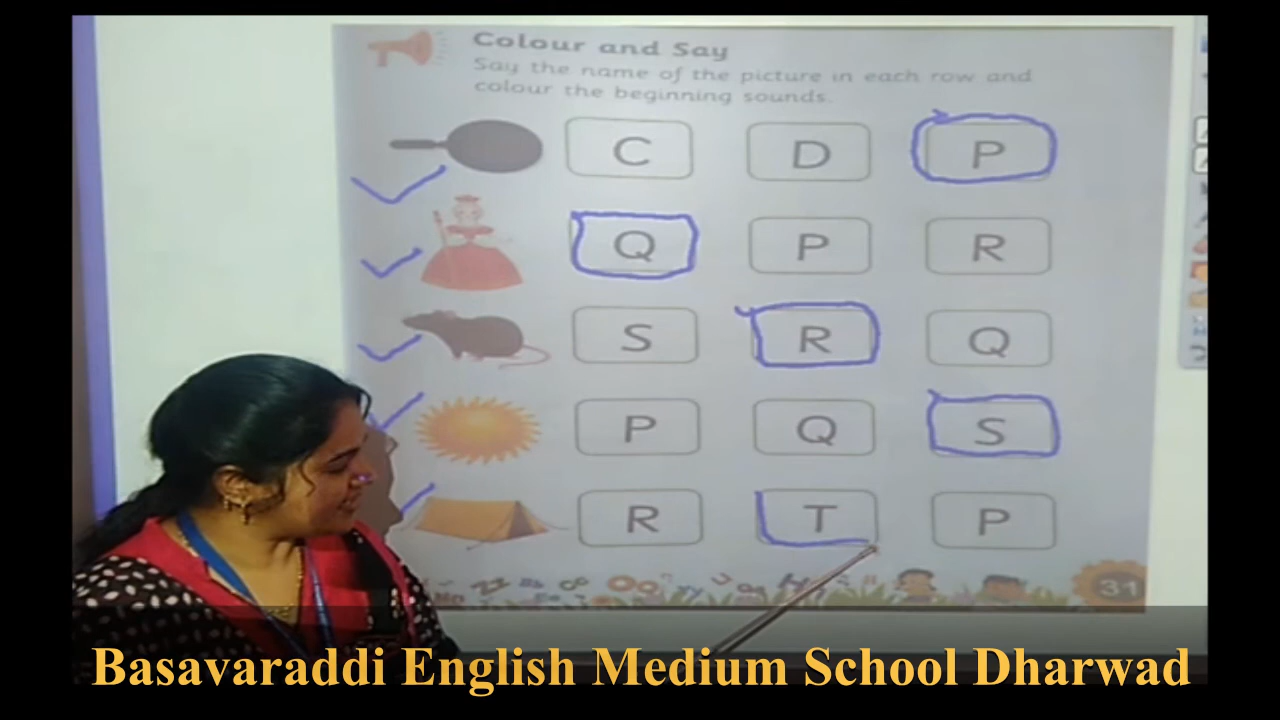 Colour and Say
Say the name of the picture in each row and
colour the beginning sounds.
C D P
Q P R
S R Q
P Q S
R T P
31
Basavaraddi English Medium School Dharwad